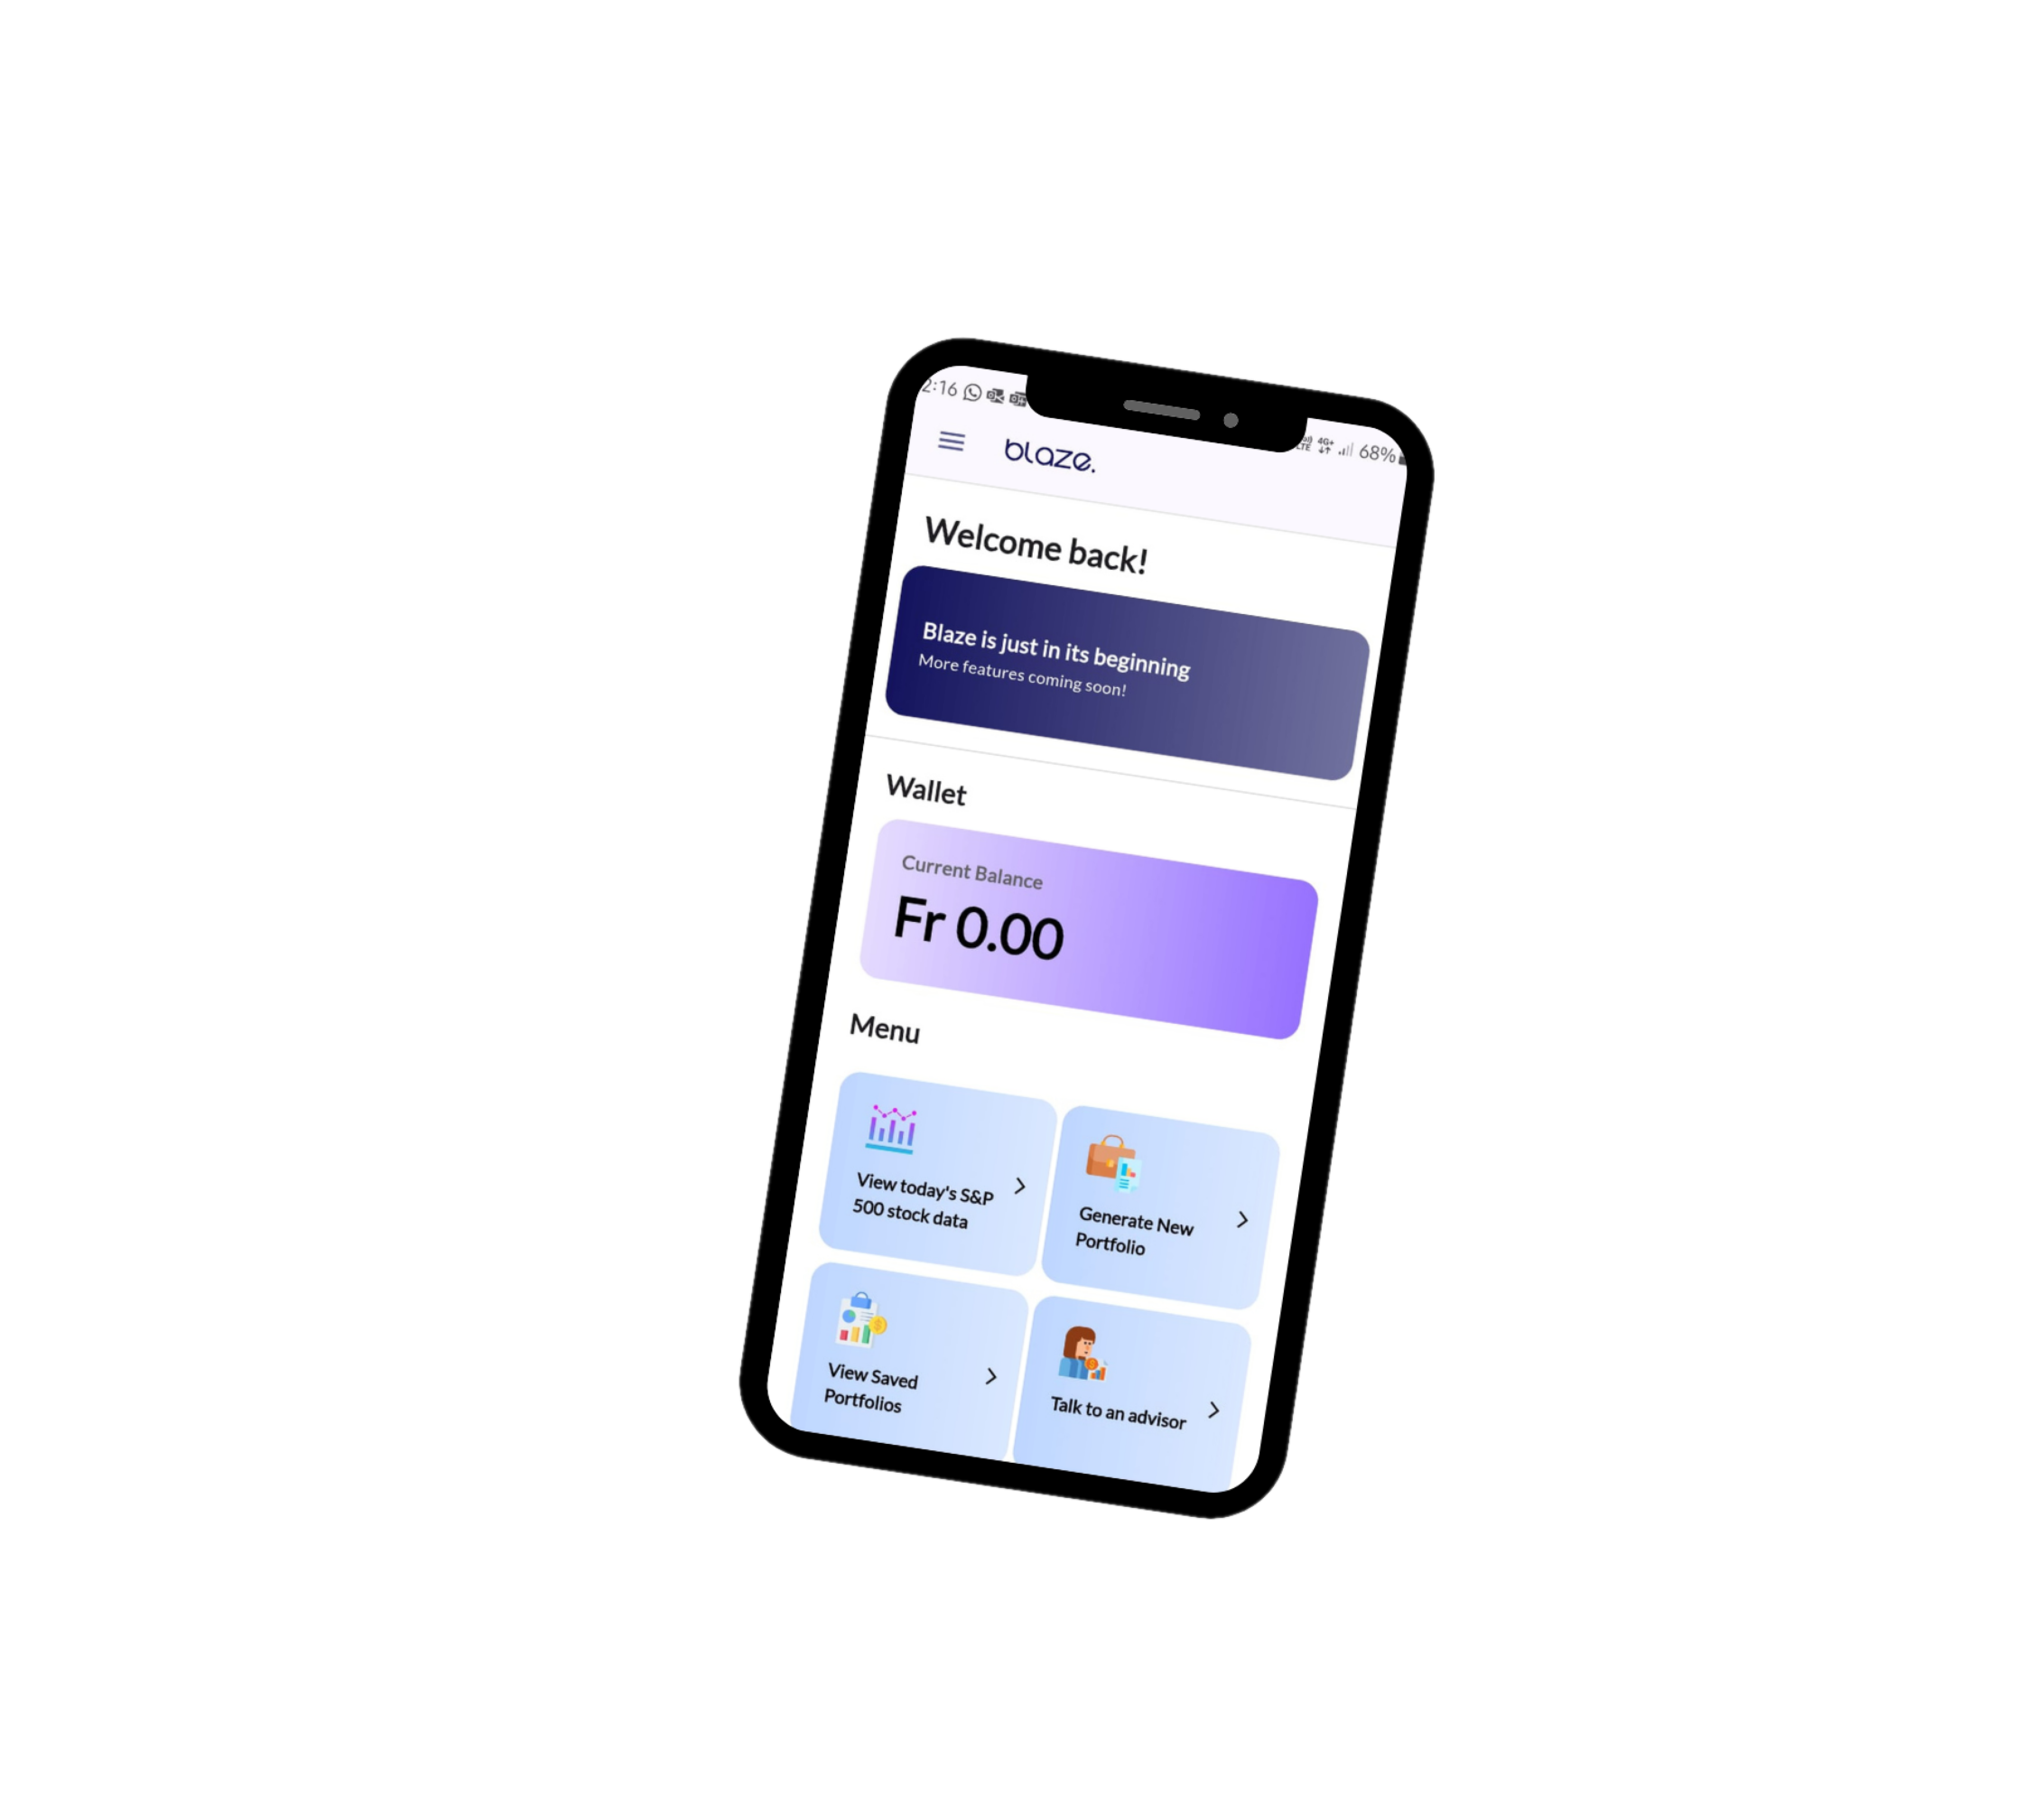 2:16
4G+
68%
blaze.
Welcome back!
Blaze is just in its beginning
More features coming soon!
Wallet
Current Balance
Fr 0.00
Menu
View today's S&P
500 stock data
Generate New
Portfolio
View Saved
Portfolios
Talk to an advisor